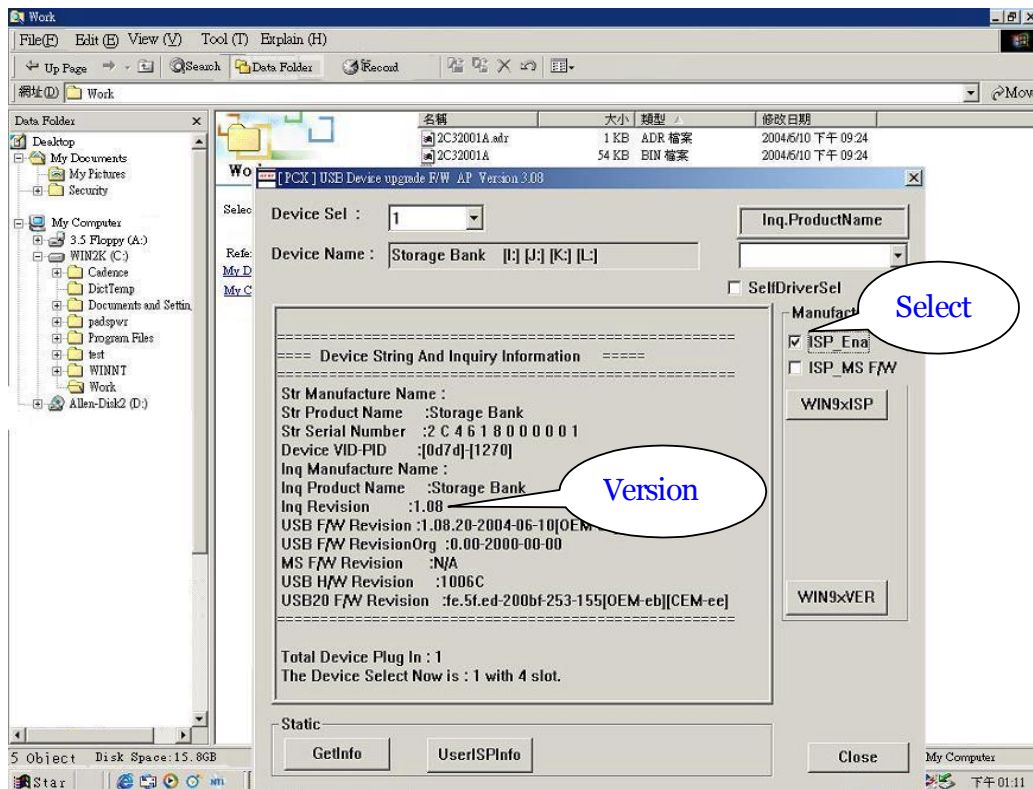 Work
File(F) Edit (E) View (V) Tool (T) Explain (H)
Up Page Search Data Folder Record
網址(D) Work Mov
Data Folder x
Desktop
My Documents
My Pictures
Security
My Computer
3.5 Floppy (A:)
WIN2K (C:)
Cadence
DictTemp
Documents and Settin
padspwr
Program Files
test
WINNT
Work
Allen-Disk2 (D:)
名稱 大小 類型 修改日期
2C32001A.adr 1 KB ADR 檔案 2004/6/10 下午 09:24
2C32001A 54 KB BIN 檔案 2004/6/10 下午 09:24
Wo
Selec
Refe
My D
My C
[ PCX ] USB Device upgrade F/W AP Version 3.08
Device Sel : 1
Inq.ProductName
Device Name : Storage Bank [I:] [J:] [K:] [L:]
SelfDriverSel
Manufact
Select
ISP_Ena
ISP_MS F/W
WIN9xISP
==== Device String And Inquiry Information =====
Str Manufacture Name :
Str Product Name :Storage Bank
Str Serial Number :2 C 4 6 1 8 0 0 0 0 0 1
Device VID-PID :[0d7d]-[1270]
Inq Manufacture Name :
Inq Product Name :Storage Bank
Inq Revision :1.08
Version
USB F/W Revision :1.08.20-2004-06-10[OEM-
USB F/W RevisionOrg :0.00-2000-00-00
MS F/W Revision :N/A
USB H/W Revision :1006C
USB20 F/W Revision :fe.5f.ed-200bf-253-155[OEM-eb][CEM-ee]
WIN9xVER
Total Device Plug In : 1
The Device Select Now is : 1 with 4 slot.
Static
GetInfo UserISPInfo Close
5 Object Disk Space:15.8GB My Computer
Star 下午 01:11